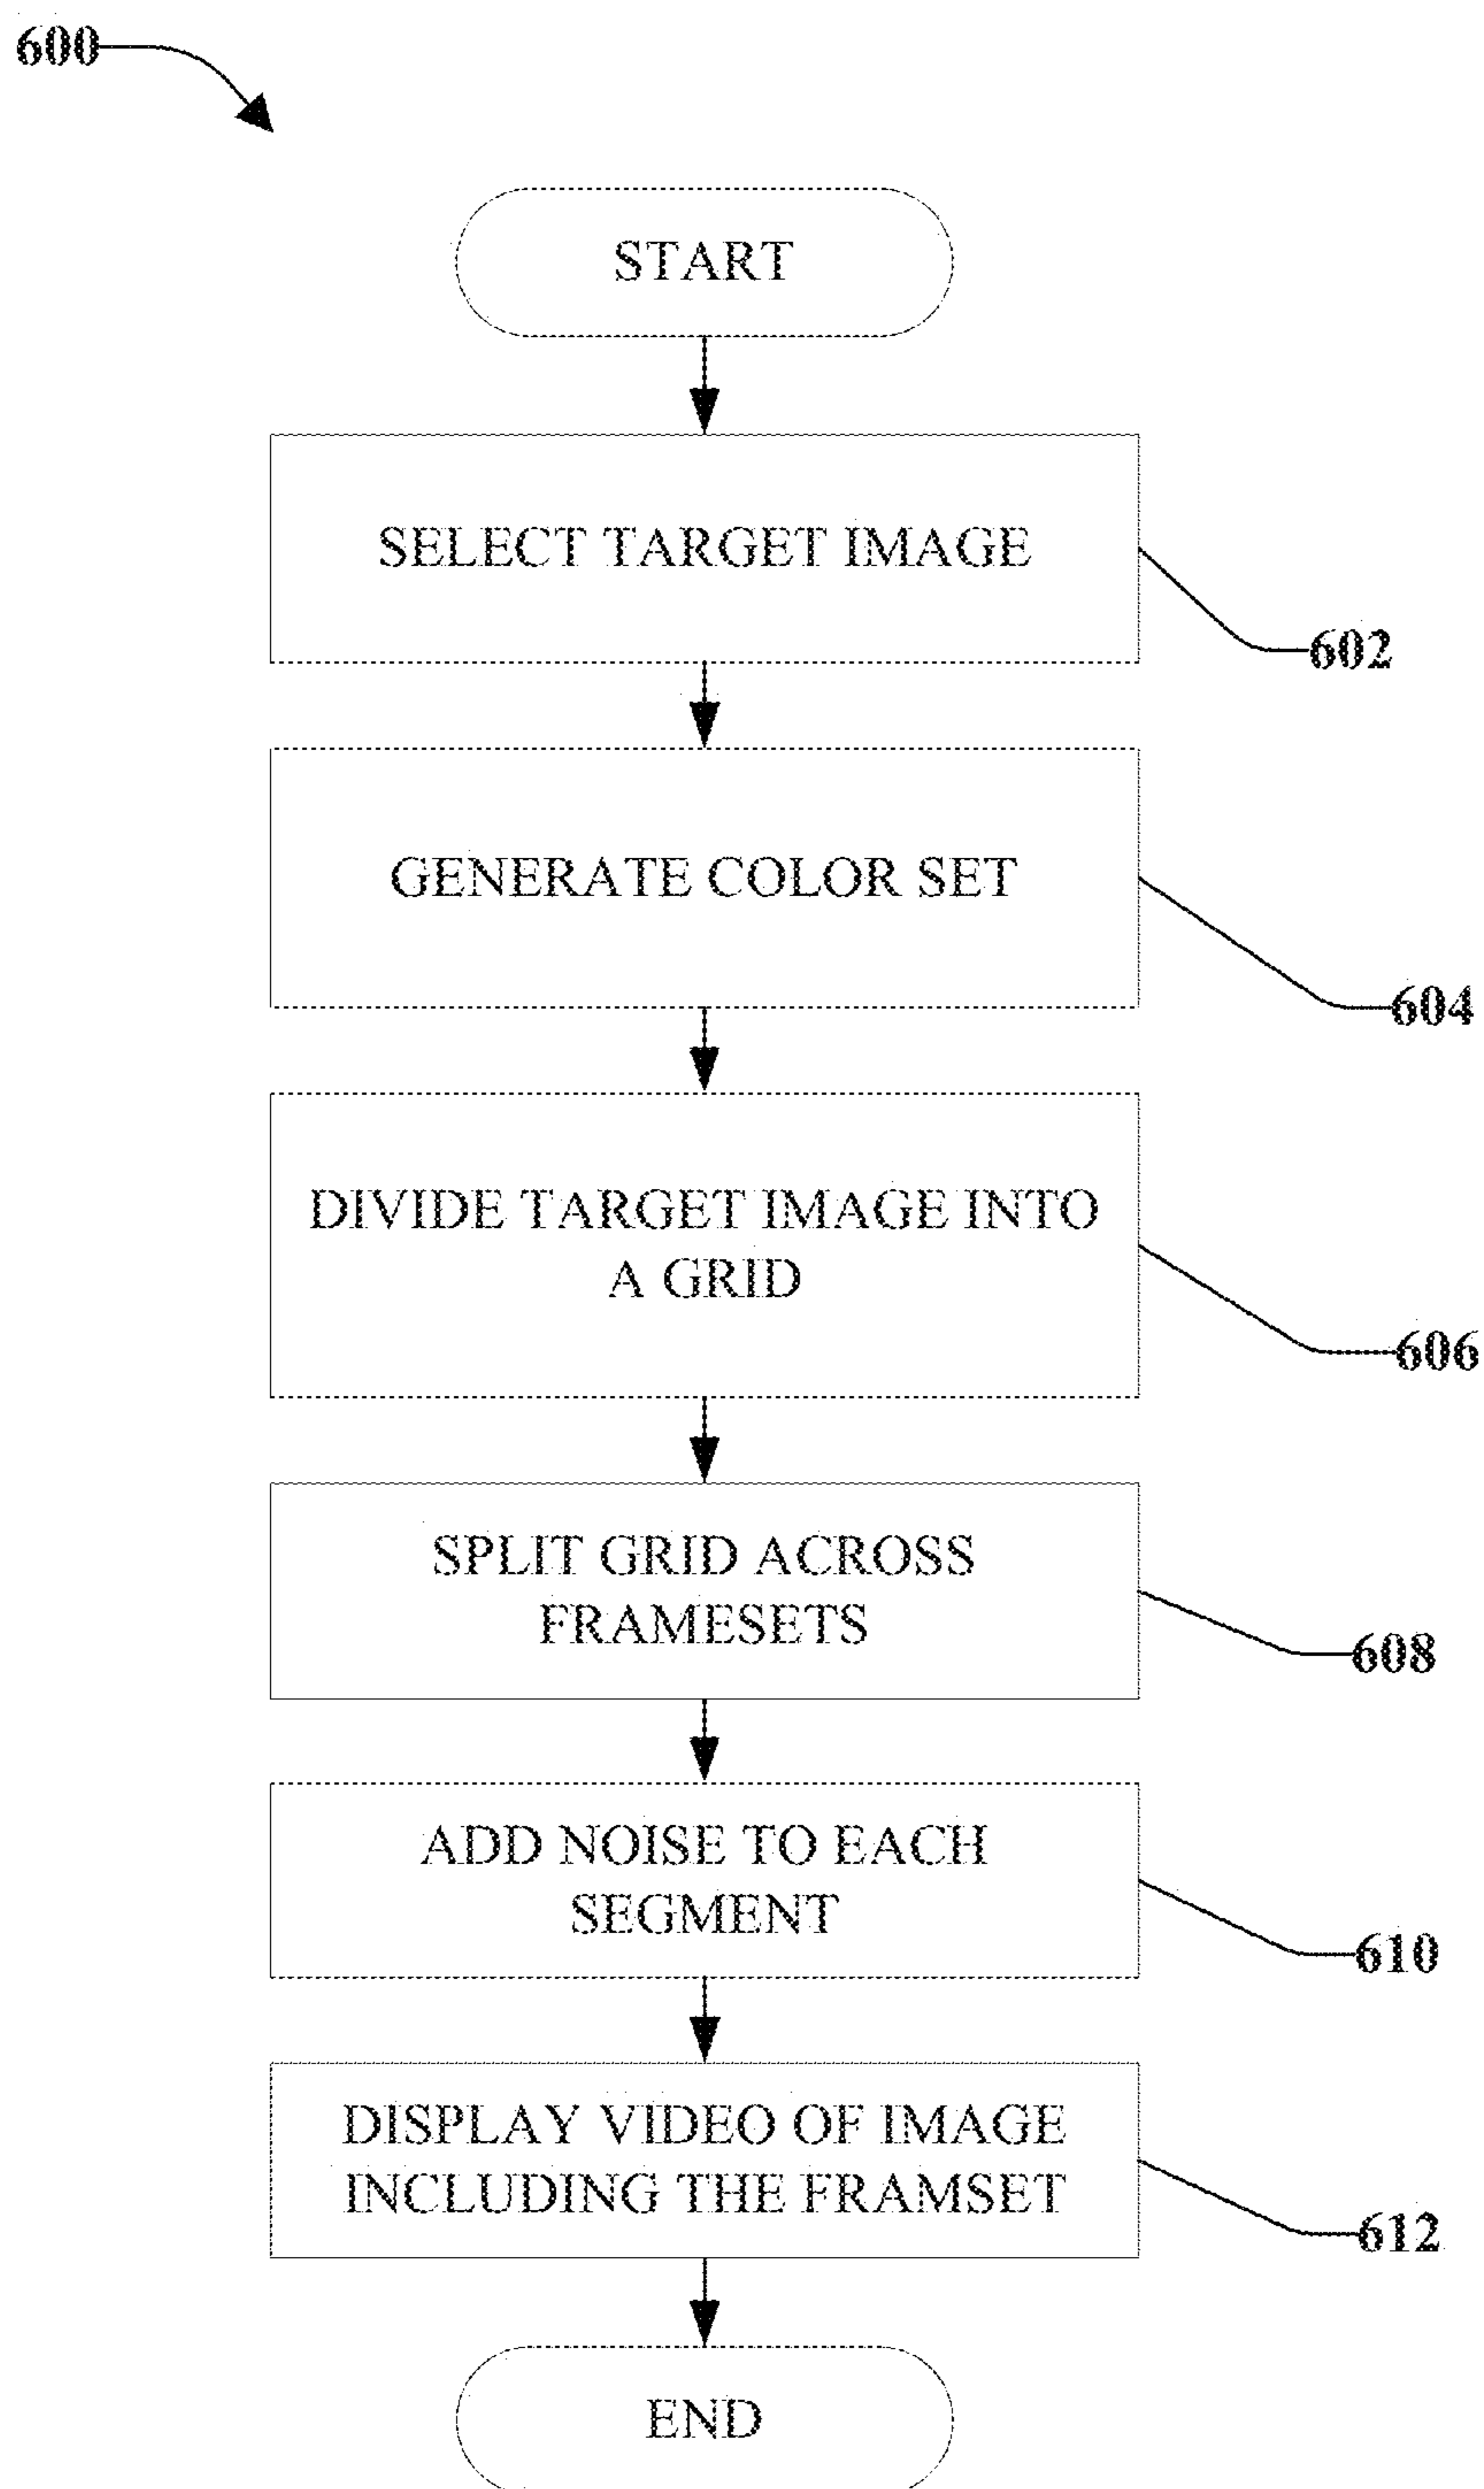 600
START
SELECT TARGET IMAGE
602
GENERATE COLOR SET
604
DIVIDE TARGET IMAGE INTO
A GRID
606
SPLIT GRID ACROSS
FRAMESETS
608
ADD NOISE TO EACH
SEGMENT
610
DISPLAY VIDEO OF IMAGE
INCLUDING THE FRAMSET
612
END